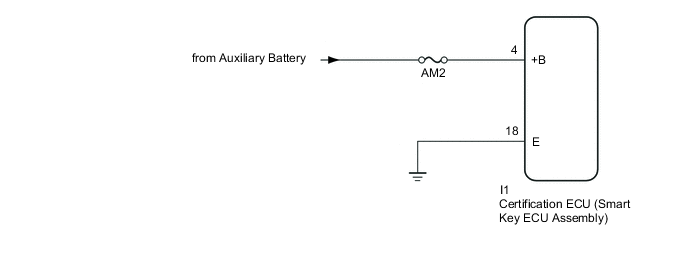 4
from Auxiliary Battery
+B
AM2
18
E
I1
Certification ECU (Smart
Key ECU Assembly)